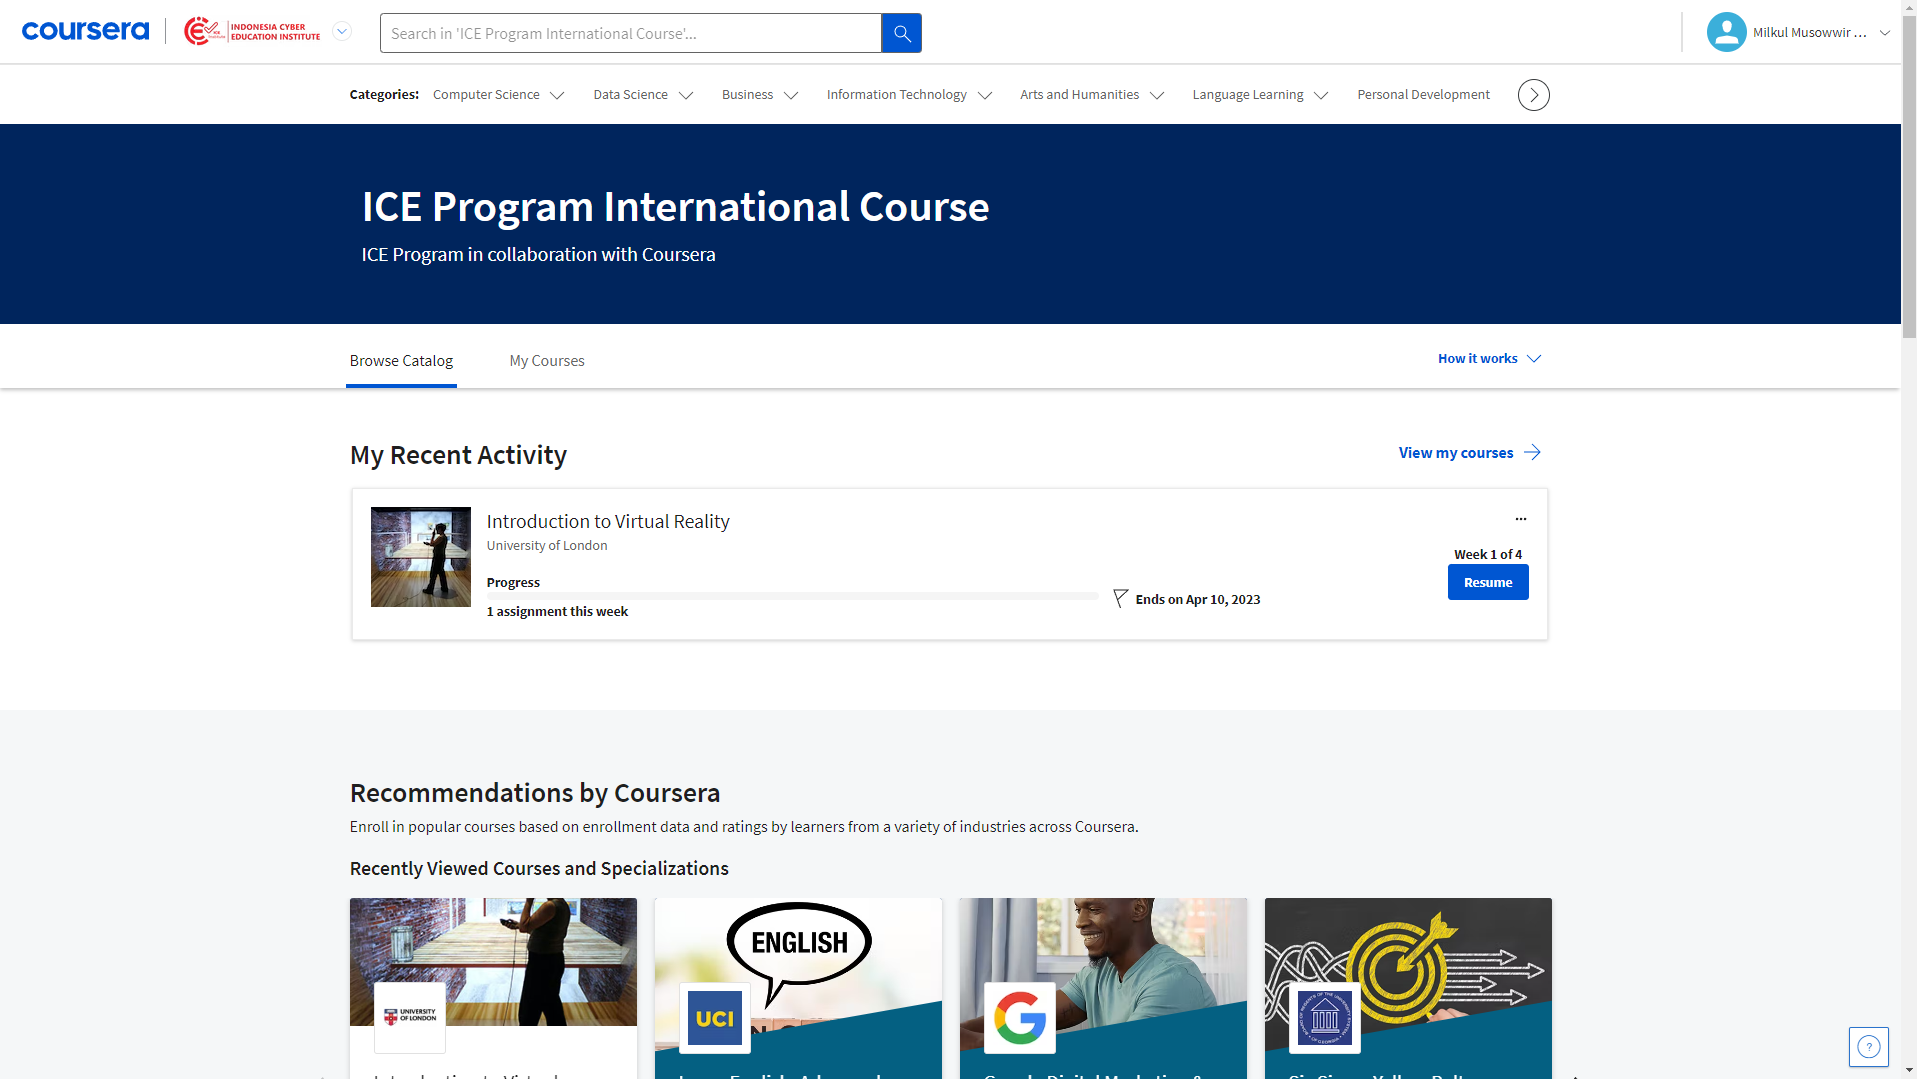 coursera
INDONESIA CYBER
EDUCATION INSTITUTE
Search in 'ICE Program International Course'...
Milkul Musowwir ...
Categories:
Computer Science
Data Science
Business
Information Technology
Arts and Humanities
Language Learning
Personal Development
ICE Program International Course
ICE Program in collaboration with Coursera
Browse Catalog
My Courses
How it works
My Recent Activity
View my courses
Introduction to Virtual Reality
University of London
Progress
1 assignment this week
Ends on Apr 10, 2023
Week 1 of 4
Resume
Recommendations by Coursera
Enroll in popular courses based on enrollment data and ratings by learners from a variety of industries across Coursera.
Recently Viewed Courses and Specializations
UNIVERSITY
OF LONDON
ENGLISH
UCI
G
?